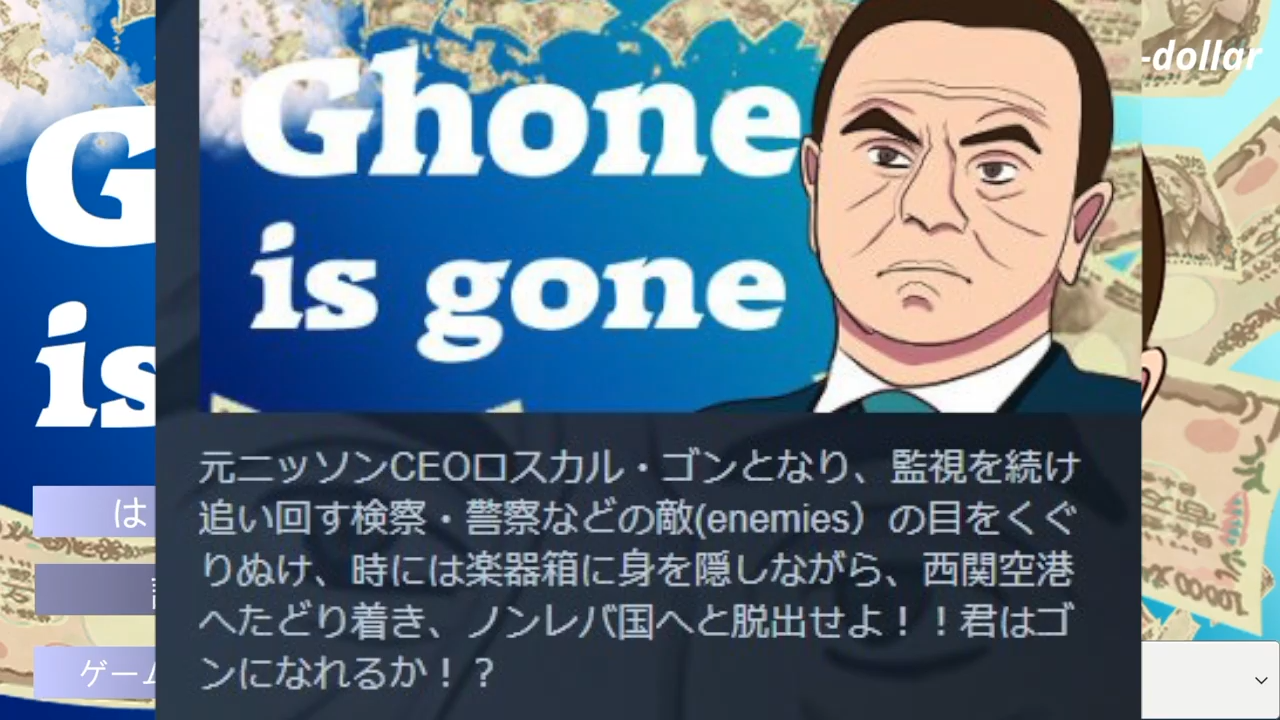 -dollar
Ghone
is gone
G
is
は
ゲーム
元ニッソンCEOロスカル・ゴンとなり、監視を続け
追い回す検察・警察などの敵(enemies）の目をくぐ
りぬけ、時には楽器箱に身を隠しながら、西関空港
へたどり着き、ノンレバ国へと脱出せよ！！君はゴ
ンになれるか！？